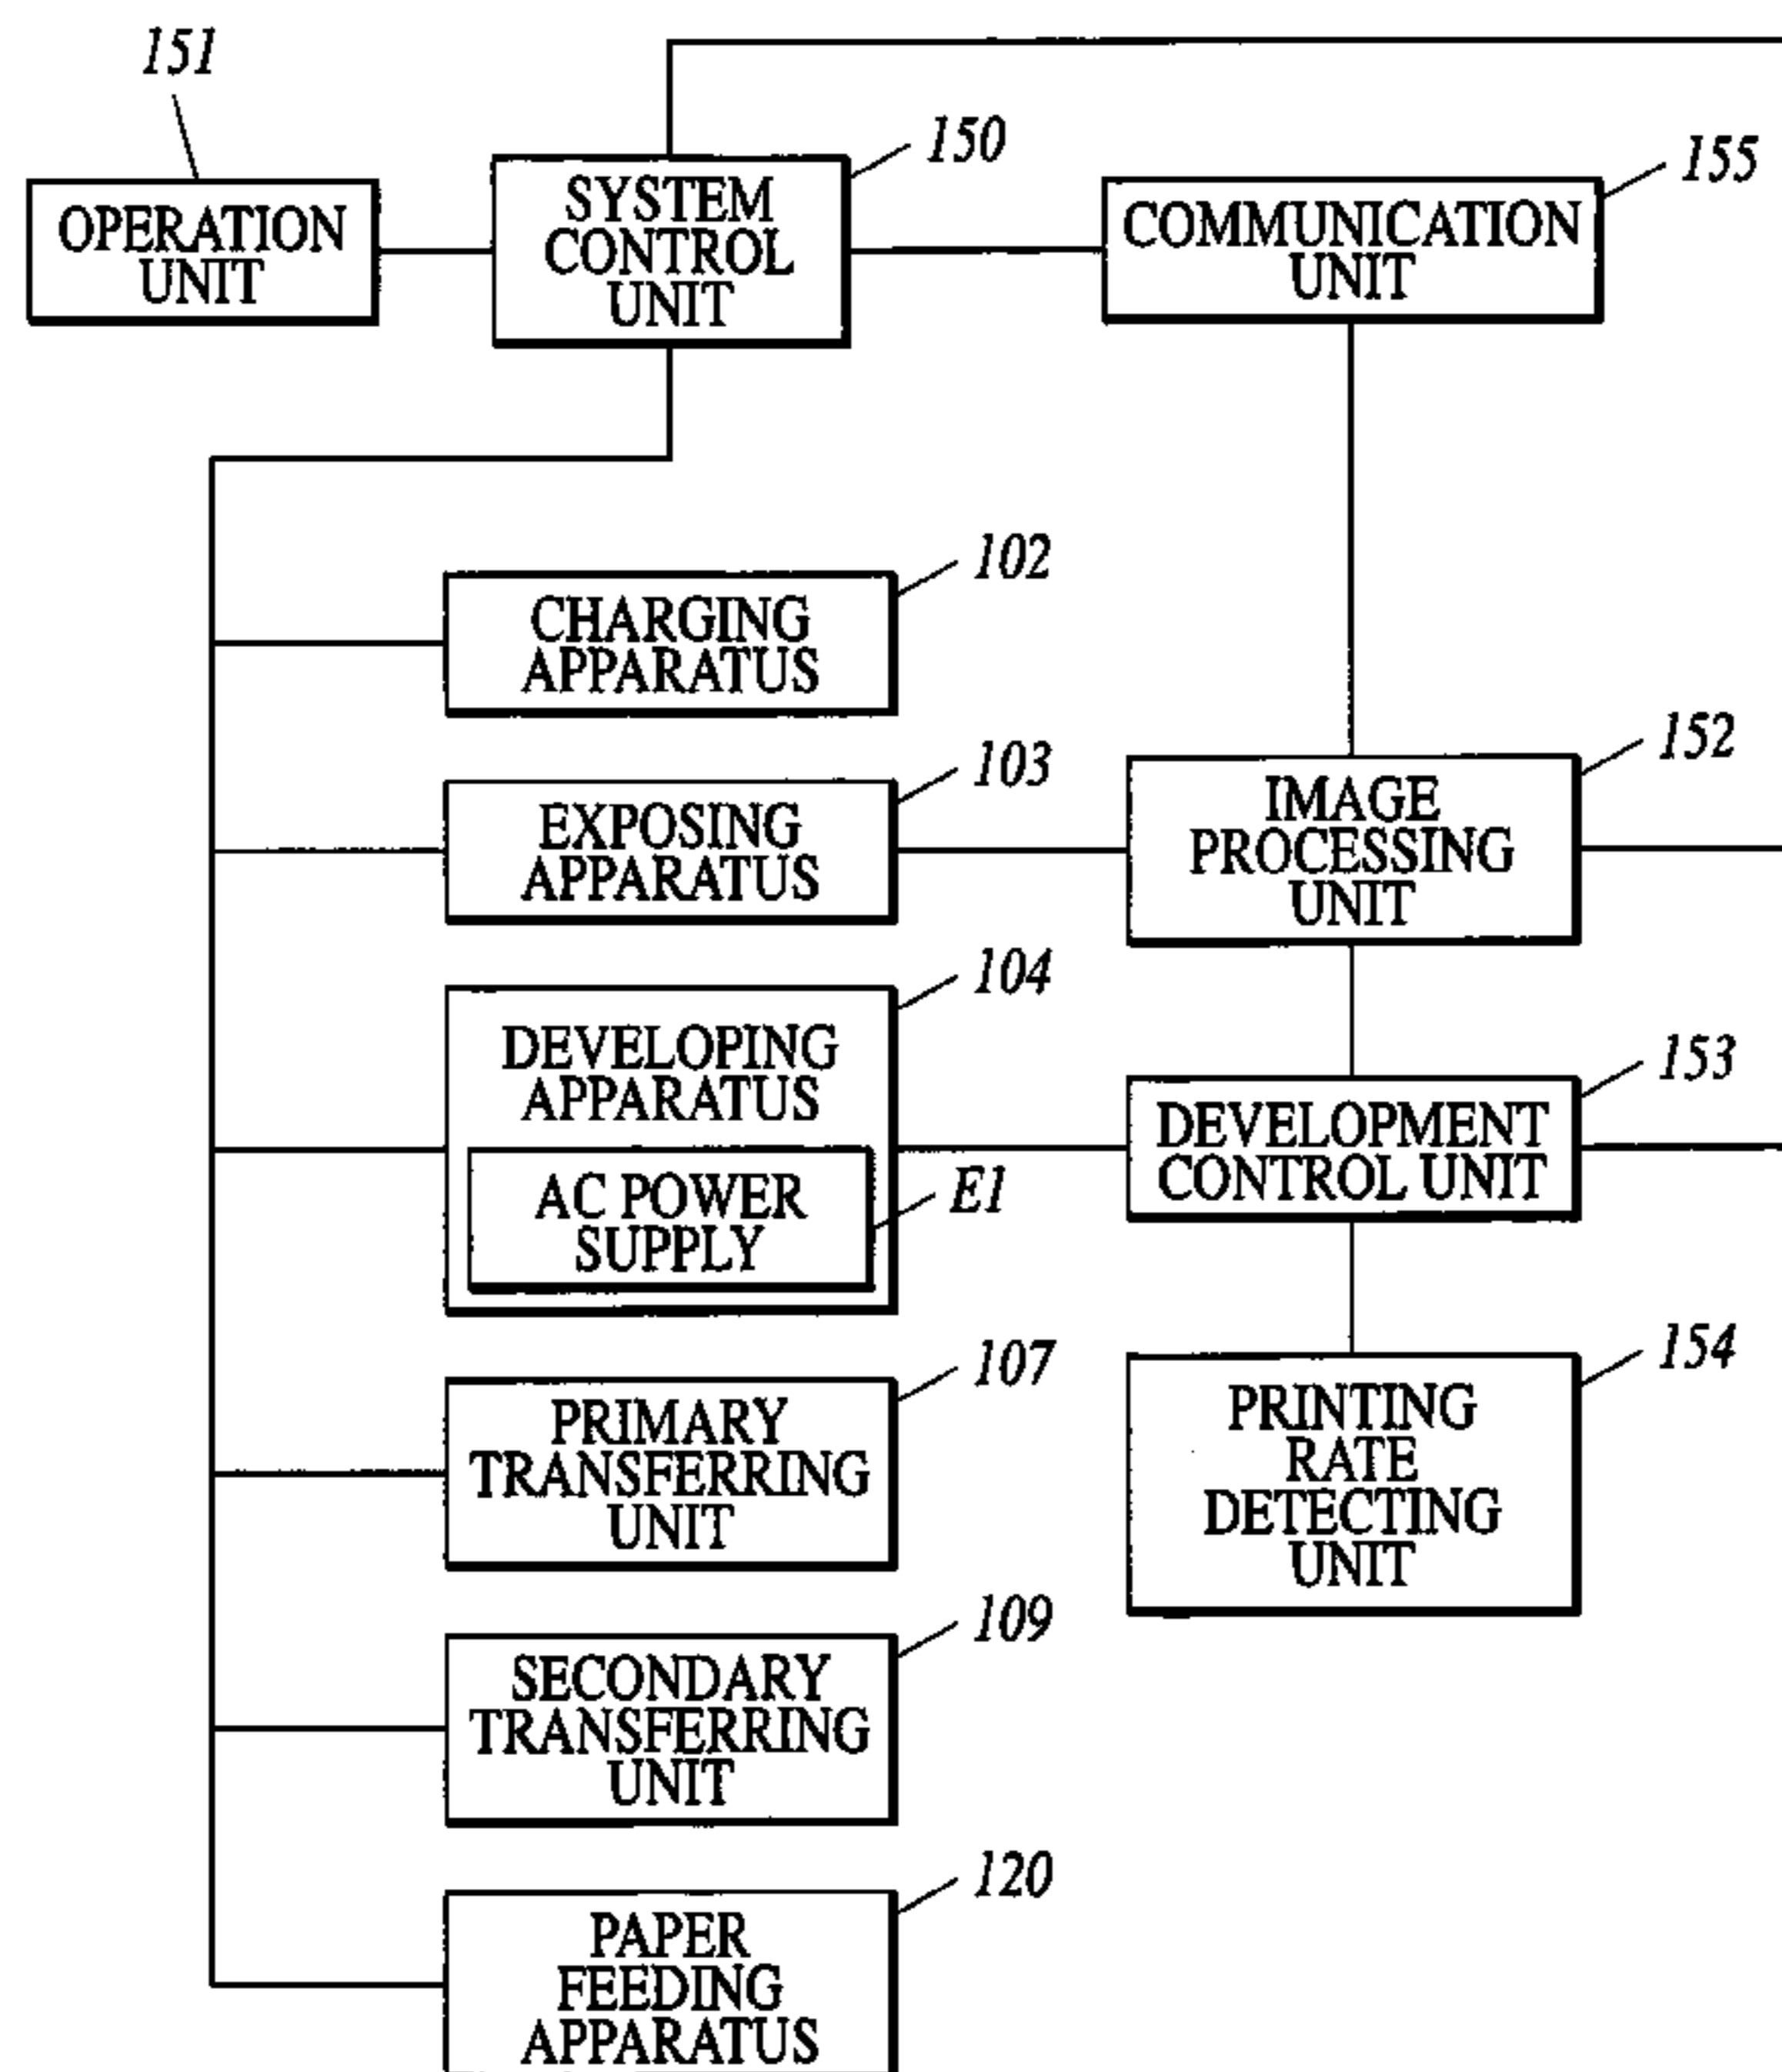 151
150
155
OPERATION
UNIT
SYSTEM
CONTROL
UNIT
COMMUNICATION
UNIT
102
CHARGING
APPARATUS
103
EXPOSING
APPARATUS
152
IMAGE
PROCESSING
UNIT
104
DEVELOPING
APPARATUS
AC POWER
SUPPLY
E1
153
DEVELOPMENT
CONTROL UNIT
107
PRIMARY
TRANSFERRING
UNIT
154
PRINTING
RATE
DETECTING
UNIT
109
SECONDARY
TRANSFERRING
UNIT
120
PAPER
FEEDING
APPARATUS